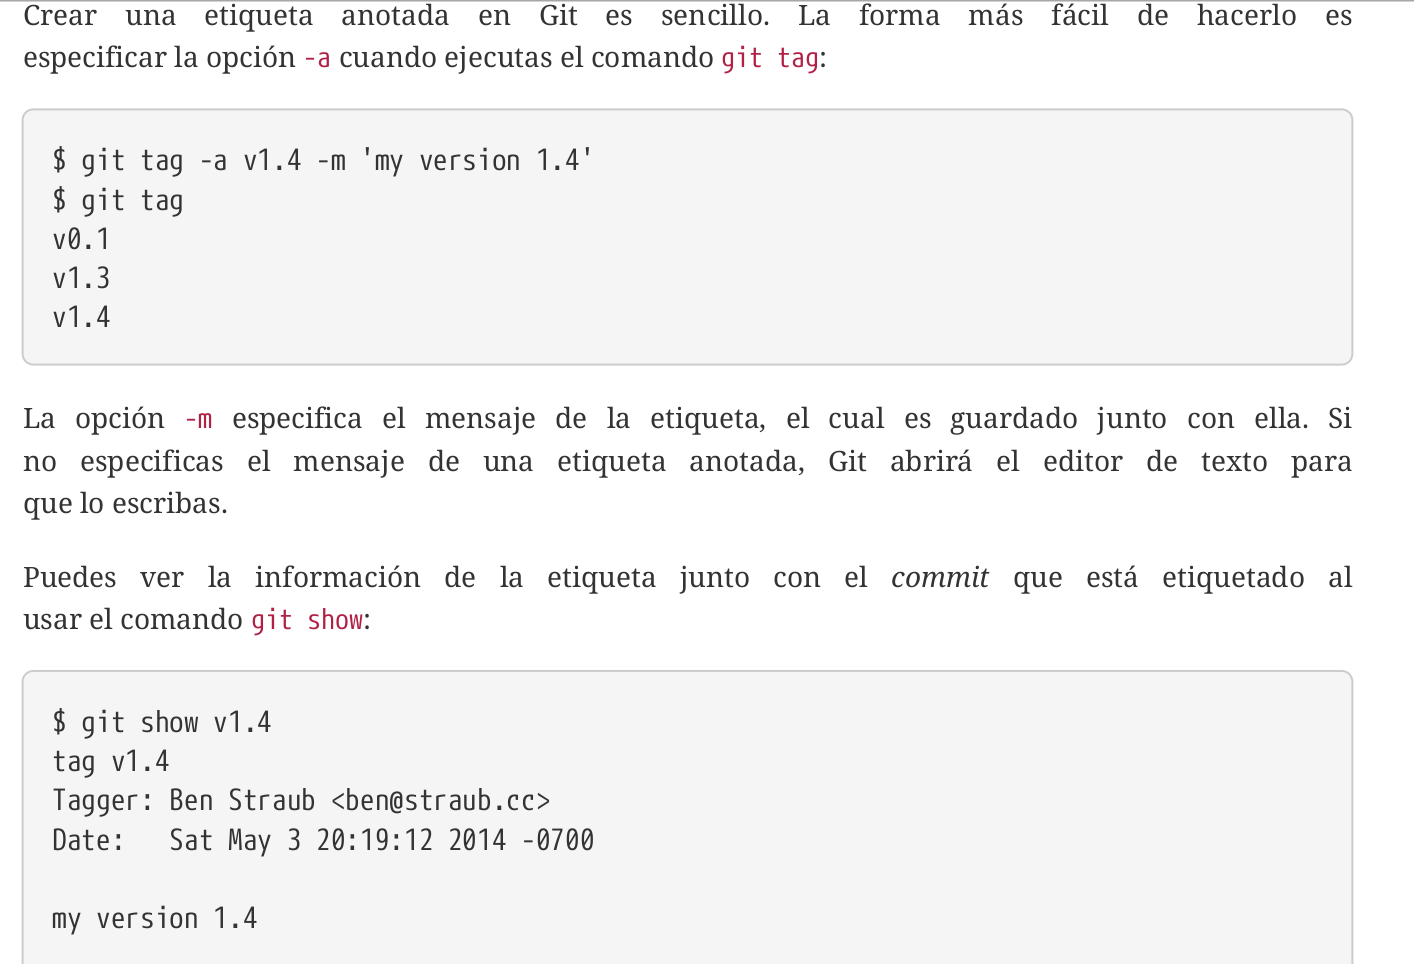 Crear una etiqueta anotada en Git es sencillo. La forma más fácil de hacerlo es
especificar la opción -a cuando ejecutas el comando git tag:
$ git tag -a v1.4 -m 'my version 1.4'
$ git tag
v0.1
v1.3
v1.4
La opción -m especifica el mensaje de la etiqueta, el cual es guardado junto con ella. Si
no especificas el mensaje de una etiqueta anotada, Git abrirá el editor de texto para
que lo escribas.
Puedes ver la información de la etiqueta junto con el commit que está etiquetado al
usar el comando git show:
$ git show v1.4
tag v1.4
Tagger: Ben Straub <ben@straub.cc>
Date:   Sat May 3 20:19:12 2014 -0700
my version 1.4